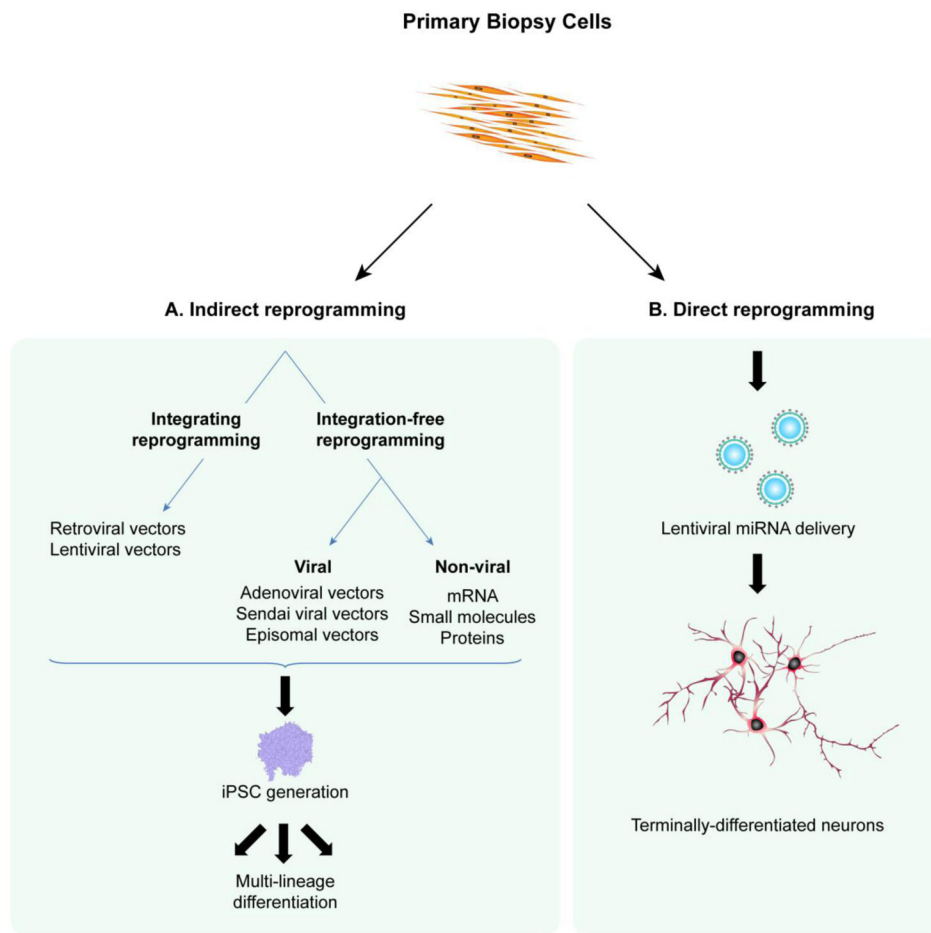 Primary Biopsy Cells
A. Indirect reprogramming
Integrating
reprogramming
Integration-free
reprogramming
Retroviral vectors
Lentiviral vectors
Viral
Adenoviral vectors
Sendai viral vectors
Episomal vectors
Non-viral
mRNA
Small molecules
Proteins
iPSC generation
Multi-lineage
differentiation
B. Direct reprogramming
Lentiviral miRNA delivery
Terminally-differentiated neurons